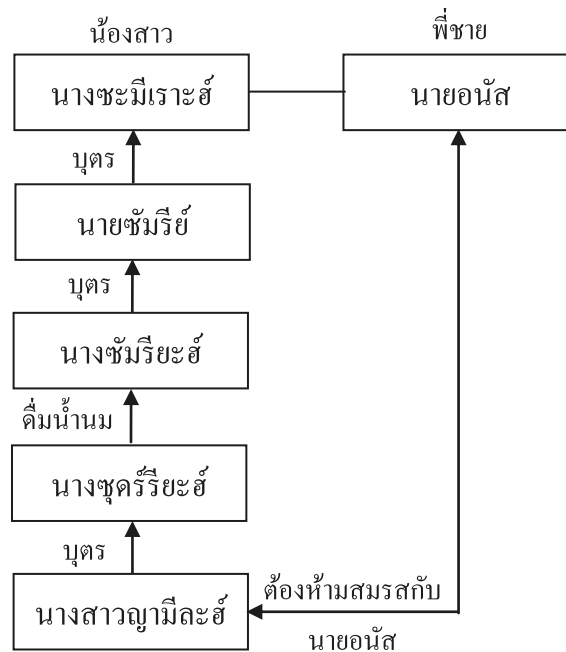 น้องสาว
พี่ชาย
นางซะมีเราะฮ์
นายอนัส
บุตร
นายซัมรีย์
บุตร
นางซัมรียะฮ์
ดื่มน้ำนม
นางซุดร์รียะฮ์
บุตร
นางสาวญามีละฮ์
ต้องห้ามสมรสกับ
นายอนัส